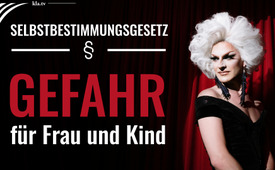 kla.tv
SELBSTBESTIMMUNGSGESETZ
§
GEFAHR
für Frau und Kind